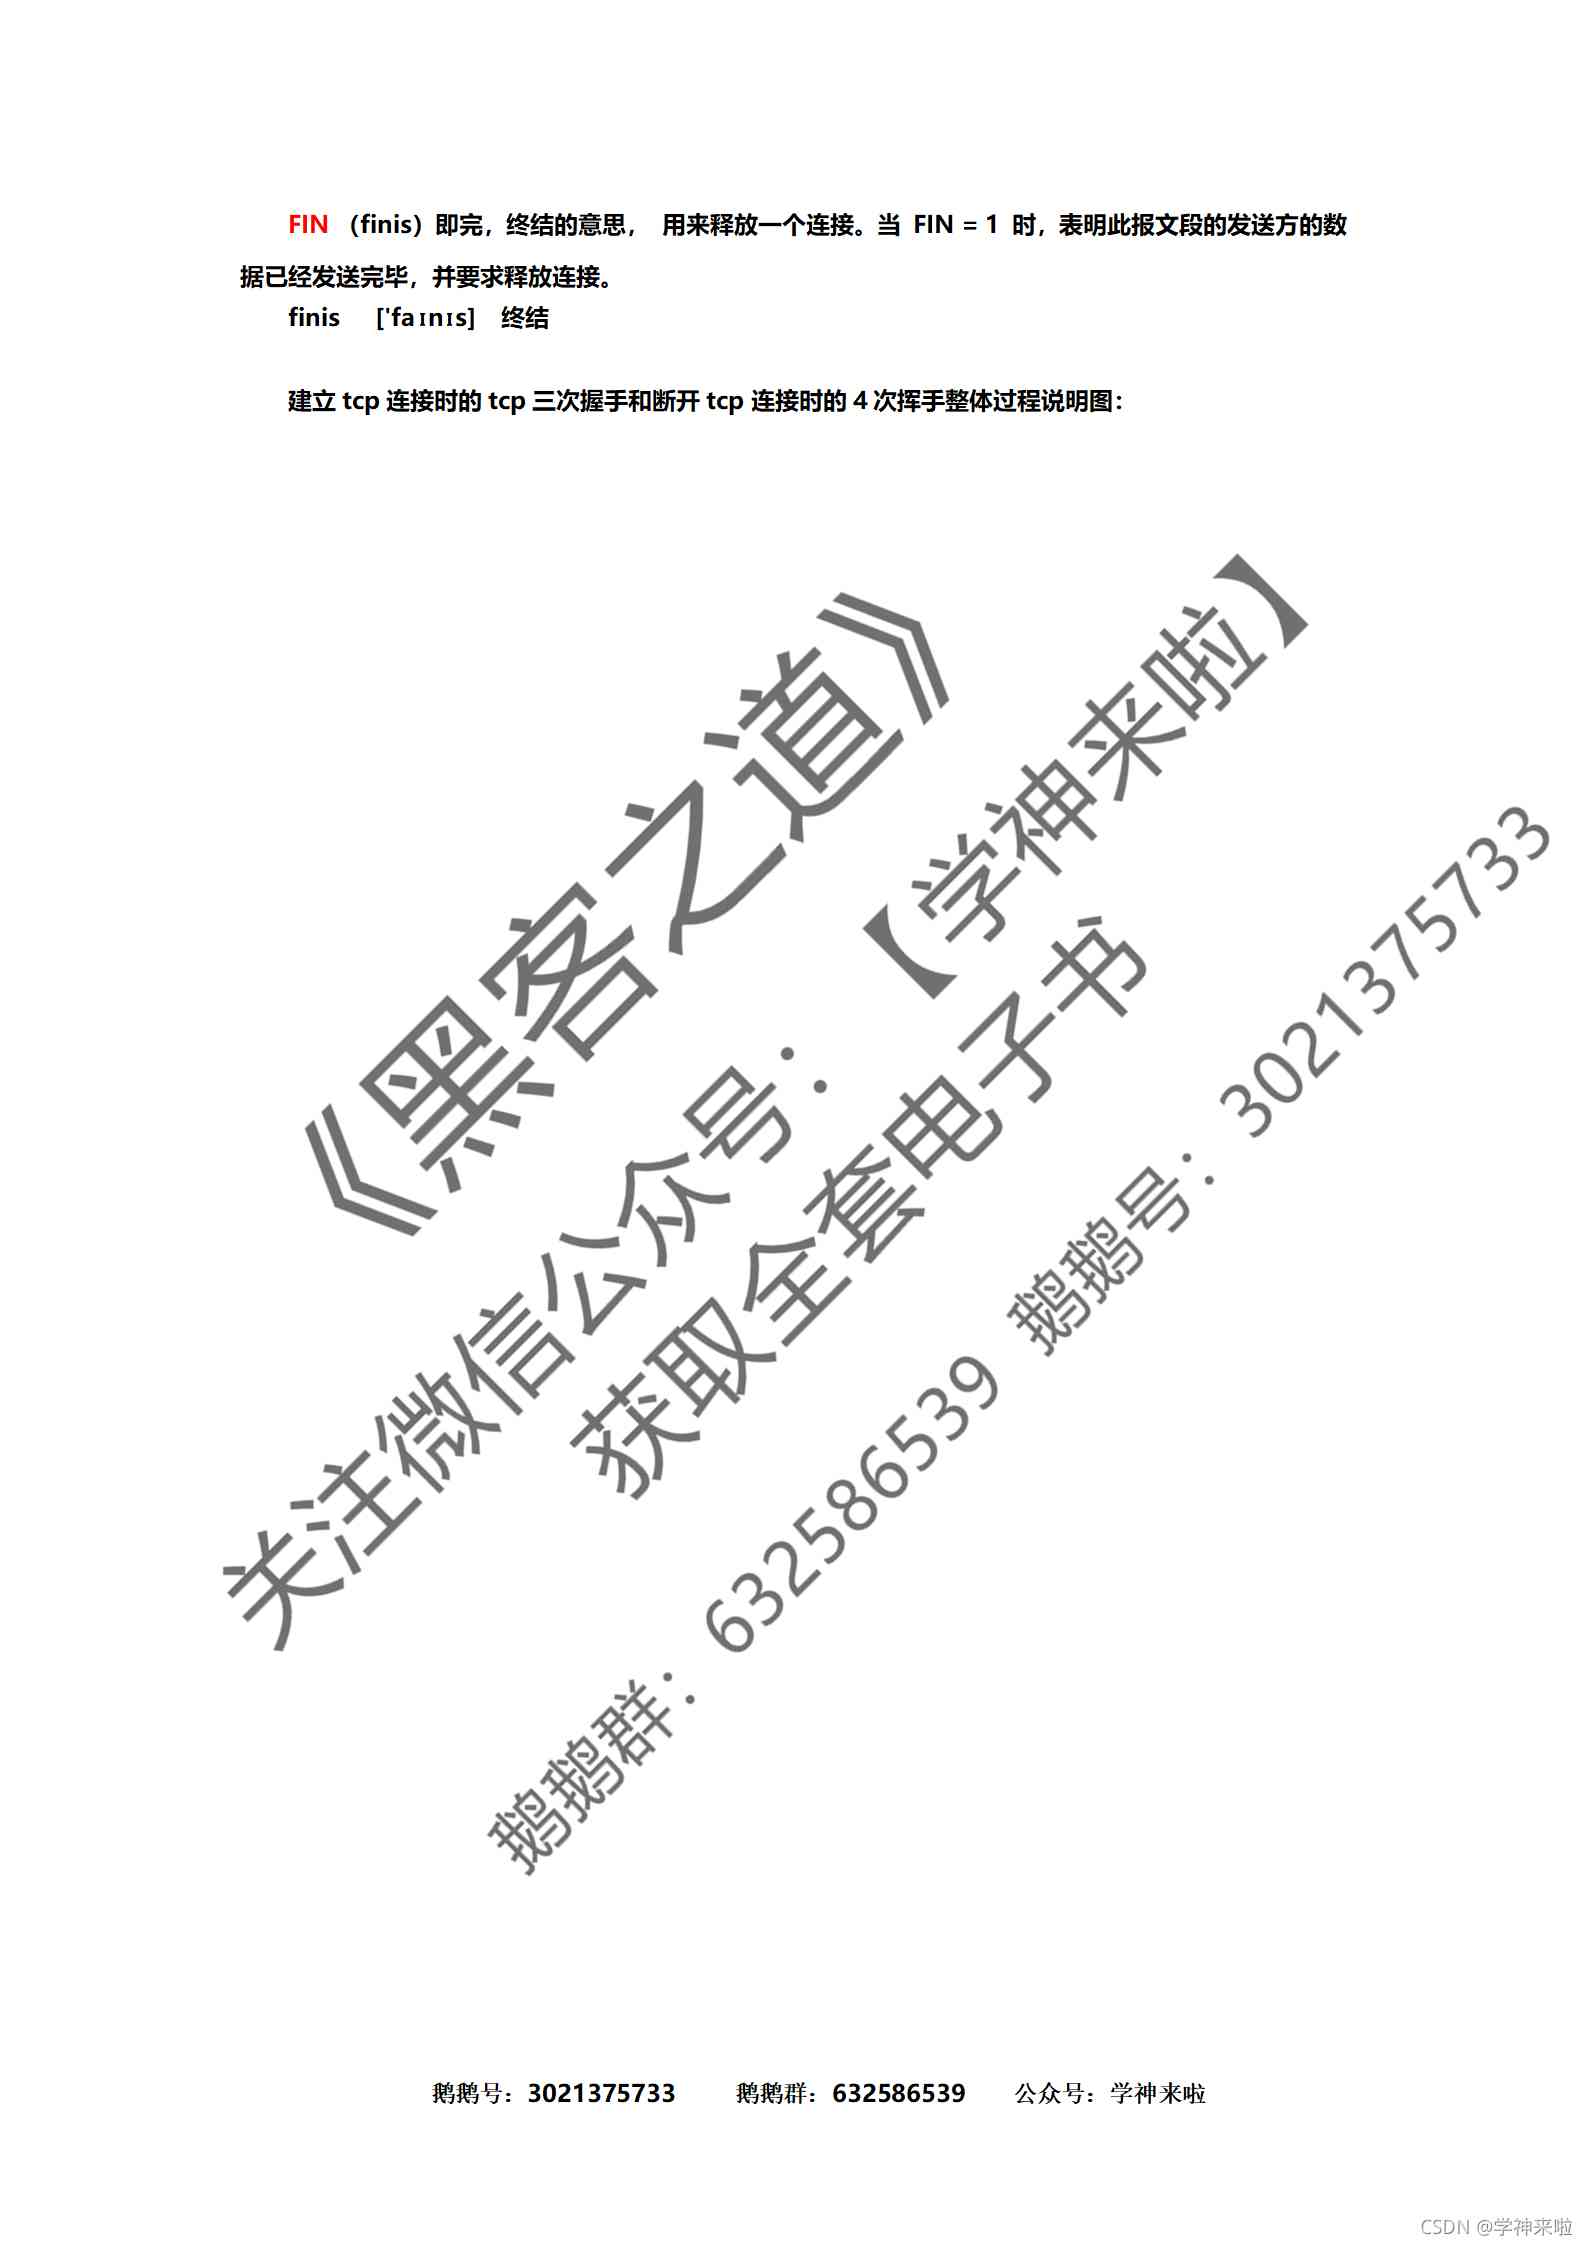 FIN （finis）即完，终结的意思， 用来释放一个连接。当 FIN = 1 时，表明此报文段的发送方的数
据已经发送完毕，并要求释放连接。
finis ['faɪnɪs] 终结
建立 tcp 连接时的 tcp 三次握手和断开 tcp 连接时的 4 次挥手整体过程说明图：
《黑客之道》
关注微信公众号：【学神来啦】
获取全套电子书
鹅鹅群：632586539 鹅鹅号：3021375733
鹅鹅号：3021375733 鹅鹅群：632586539 公众号：学神来啦
CSDN @学神来啦